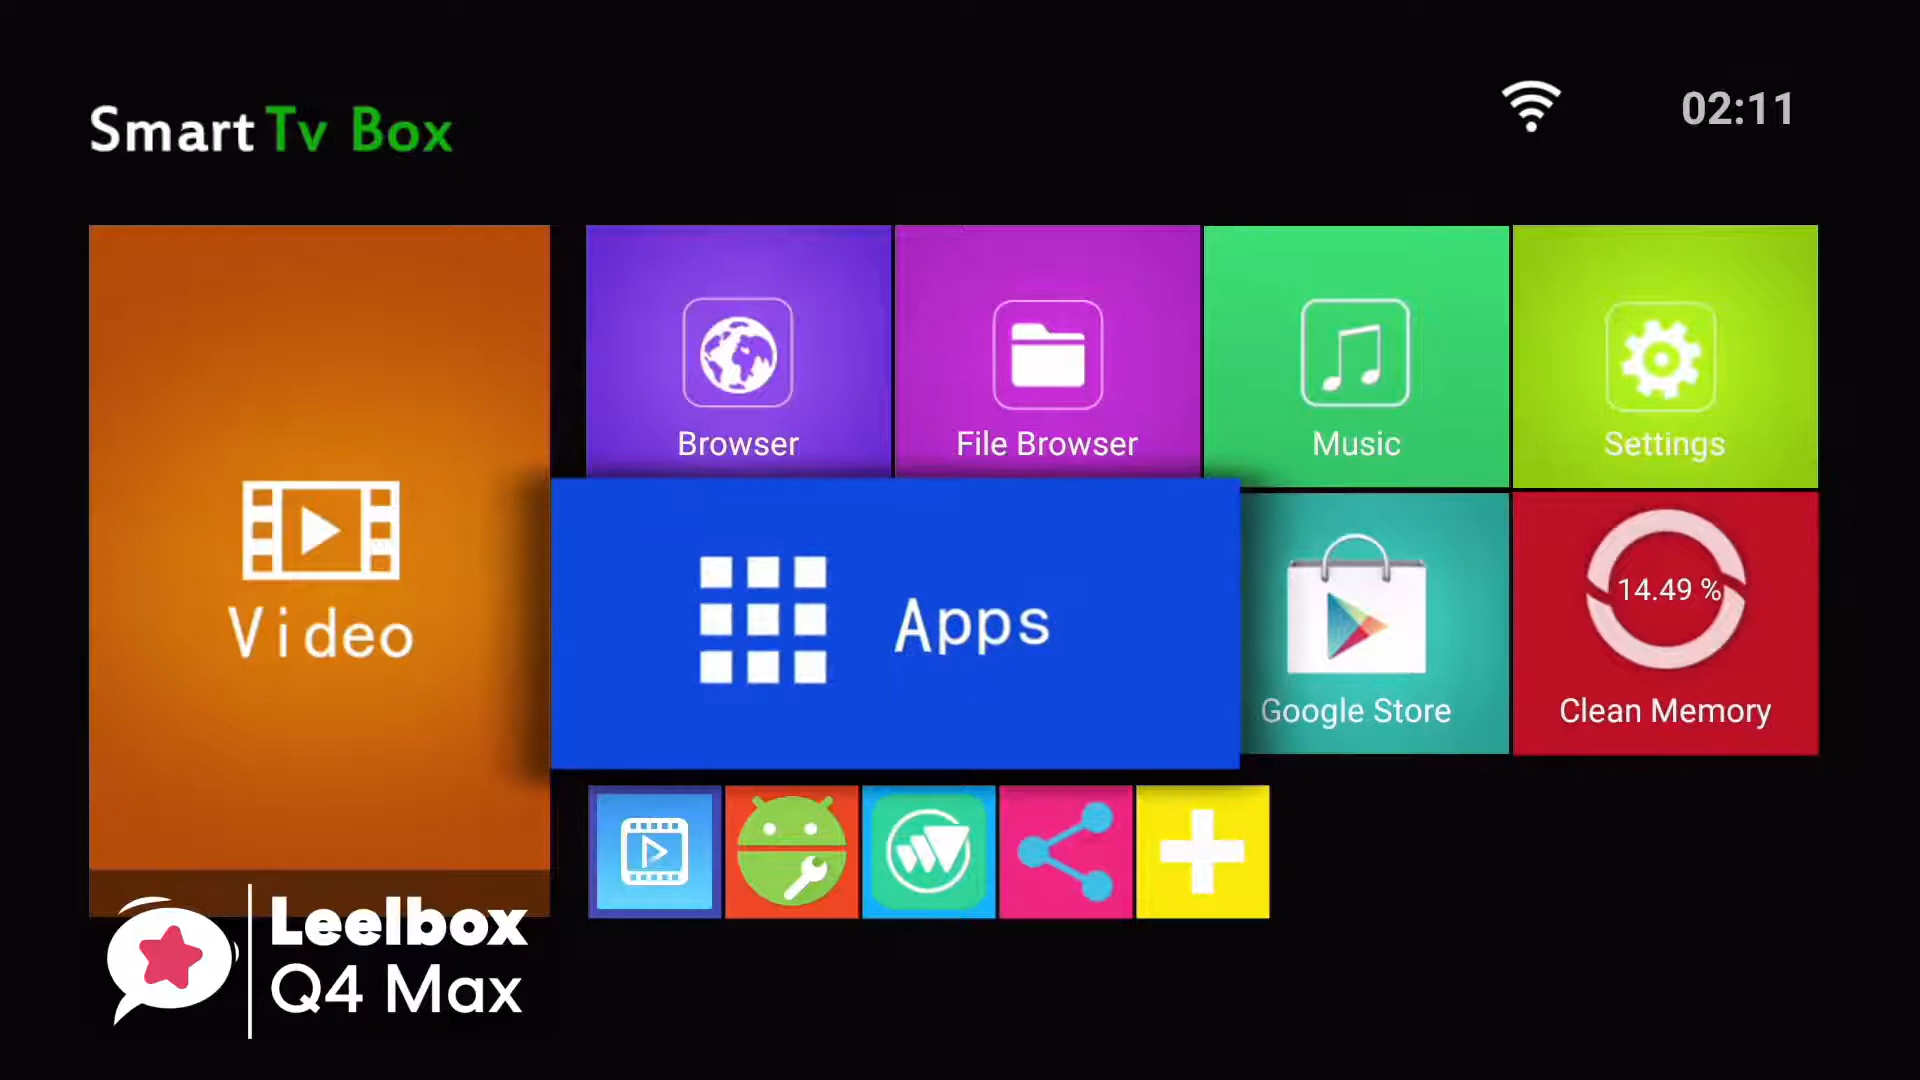 Smart Tv Box
02:11
Browser
File Browser
Music
Settings
Video
Apps
Google Store
14.49 %
Clean Memory
Leelbox
Q4 Max